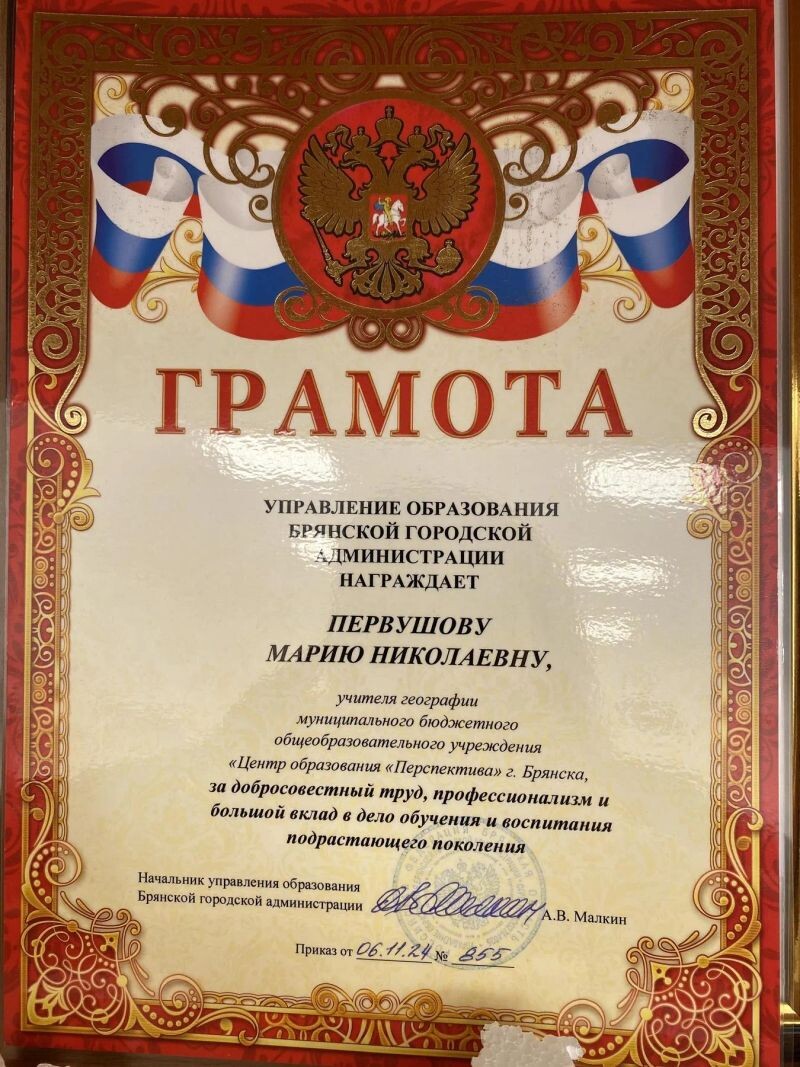 ГРАМОТА
УПРАВЛЕНИЕ ОБРАЗОВАНИЯ
БРЯНСКОЙ ГОРОДСКОЙ
АДМИНИСТРАЦИИ
НАГРАЖДАЕТ
ПЕРВУШОВУ
МАРИЮ НИКОЛАЕВНУ,
учителя географии
муниципального бюджетного
общеобразовательного учреждения
«Центр образования «Перспектива» г. Брянска,
за добросовестный труд, профессионализм и
большой вклад в дело обучения и воспитания
подрастающего поколения
Начальник управления образования
Брянской городской администрации А.В. Малкин
Приказ от 06.11.24 № 855